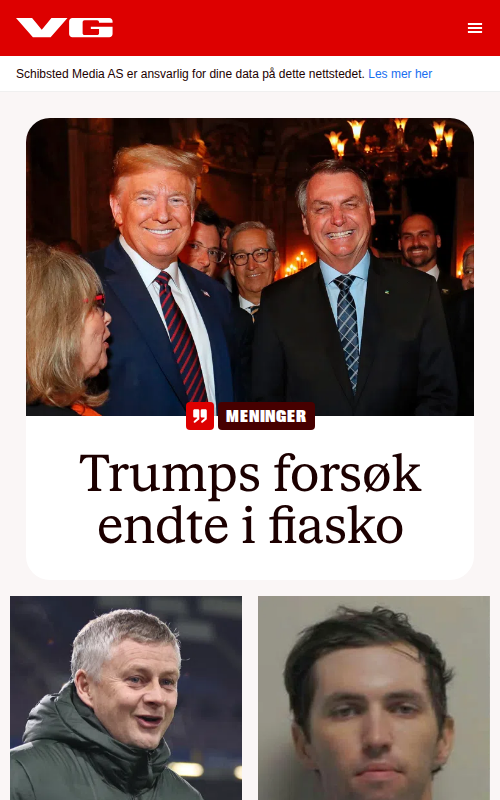 VG
Schibsted Media AS er ansvarlig for dine data på dette nettstedet. Les mer her
MENINGER
Trumps forsøk
endte i fiasko